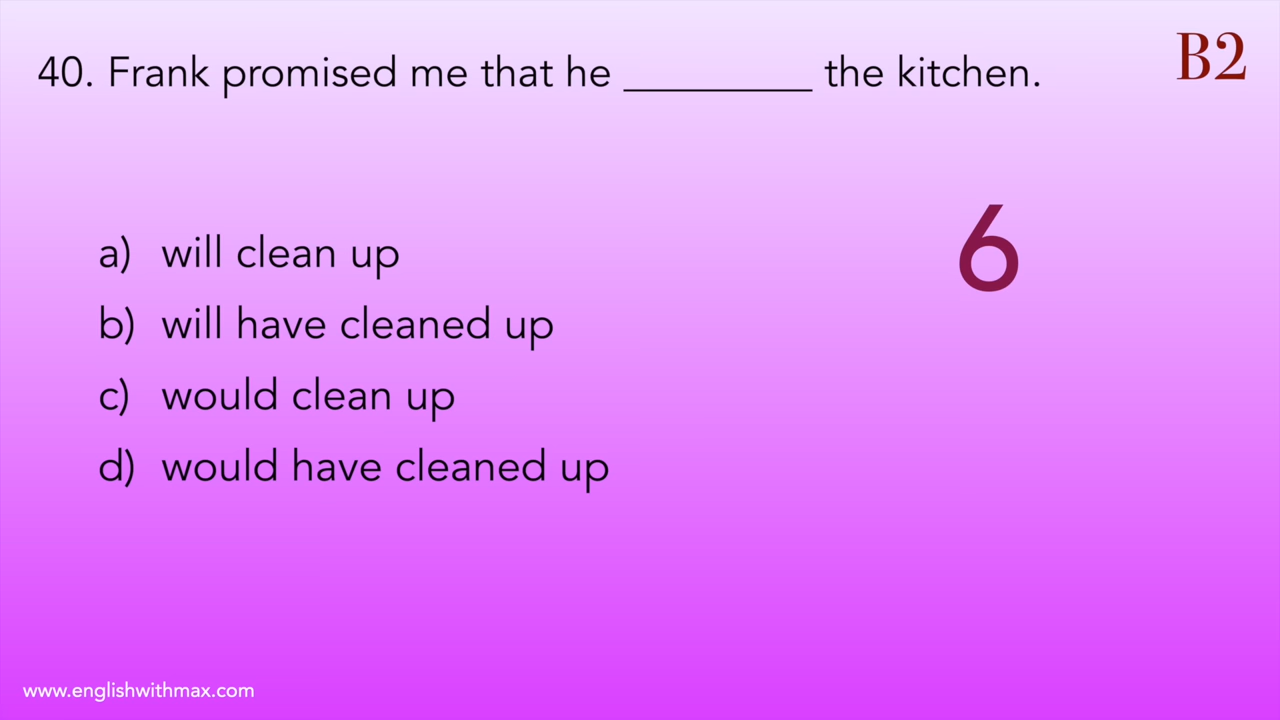 40. Frank promised me that he _________ the kitchen.
B2
6
a) will clean up
b) will have cleaned up
c) would clean up
d) would have cleaned up
www.englishwithmax.com